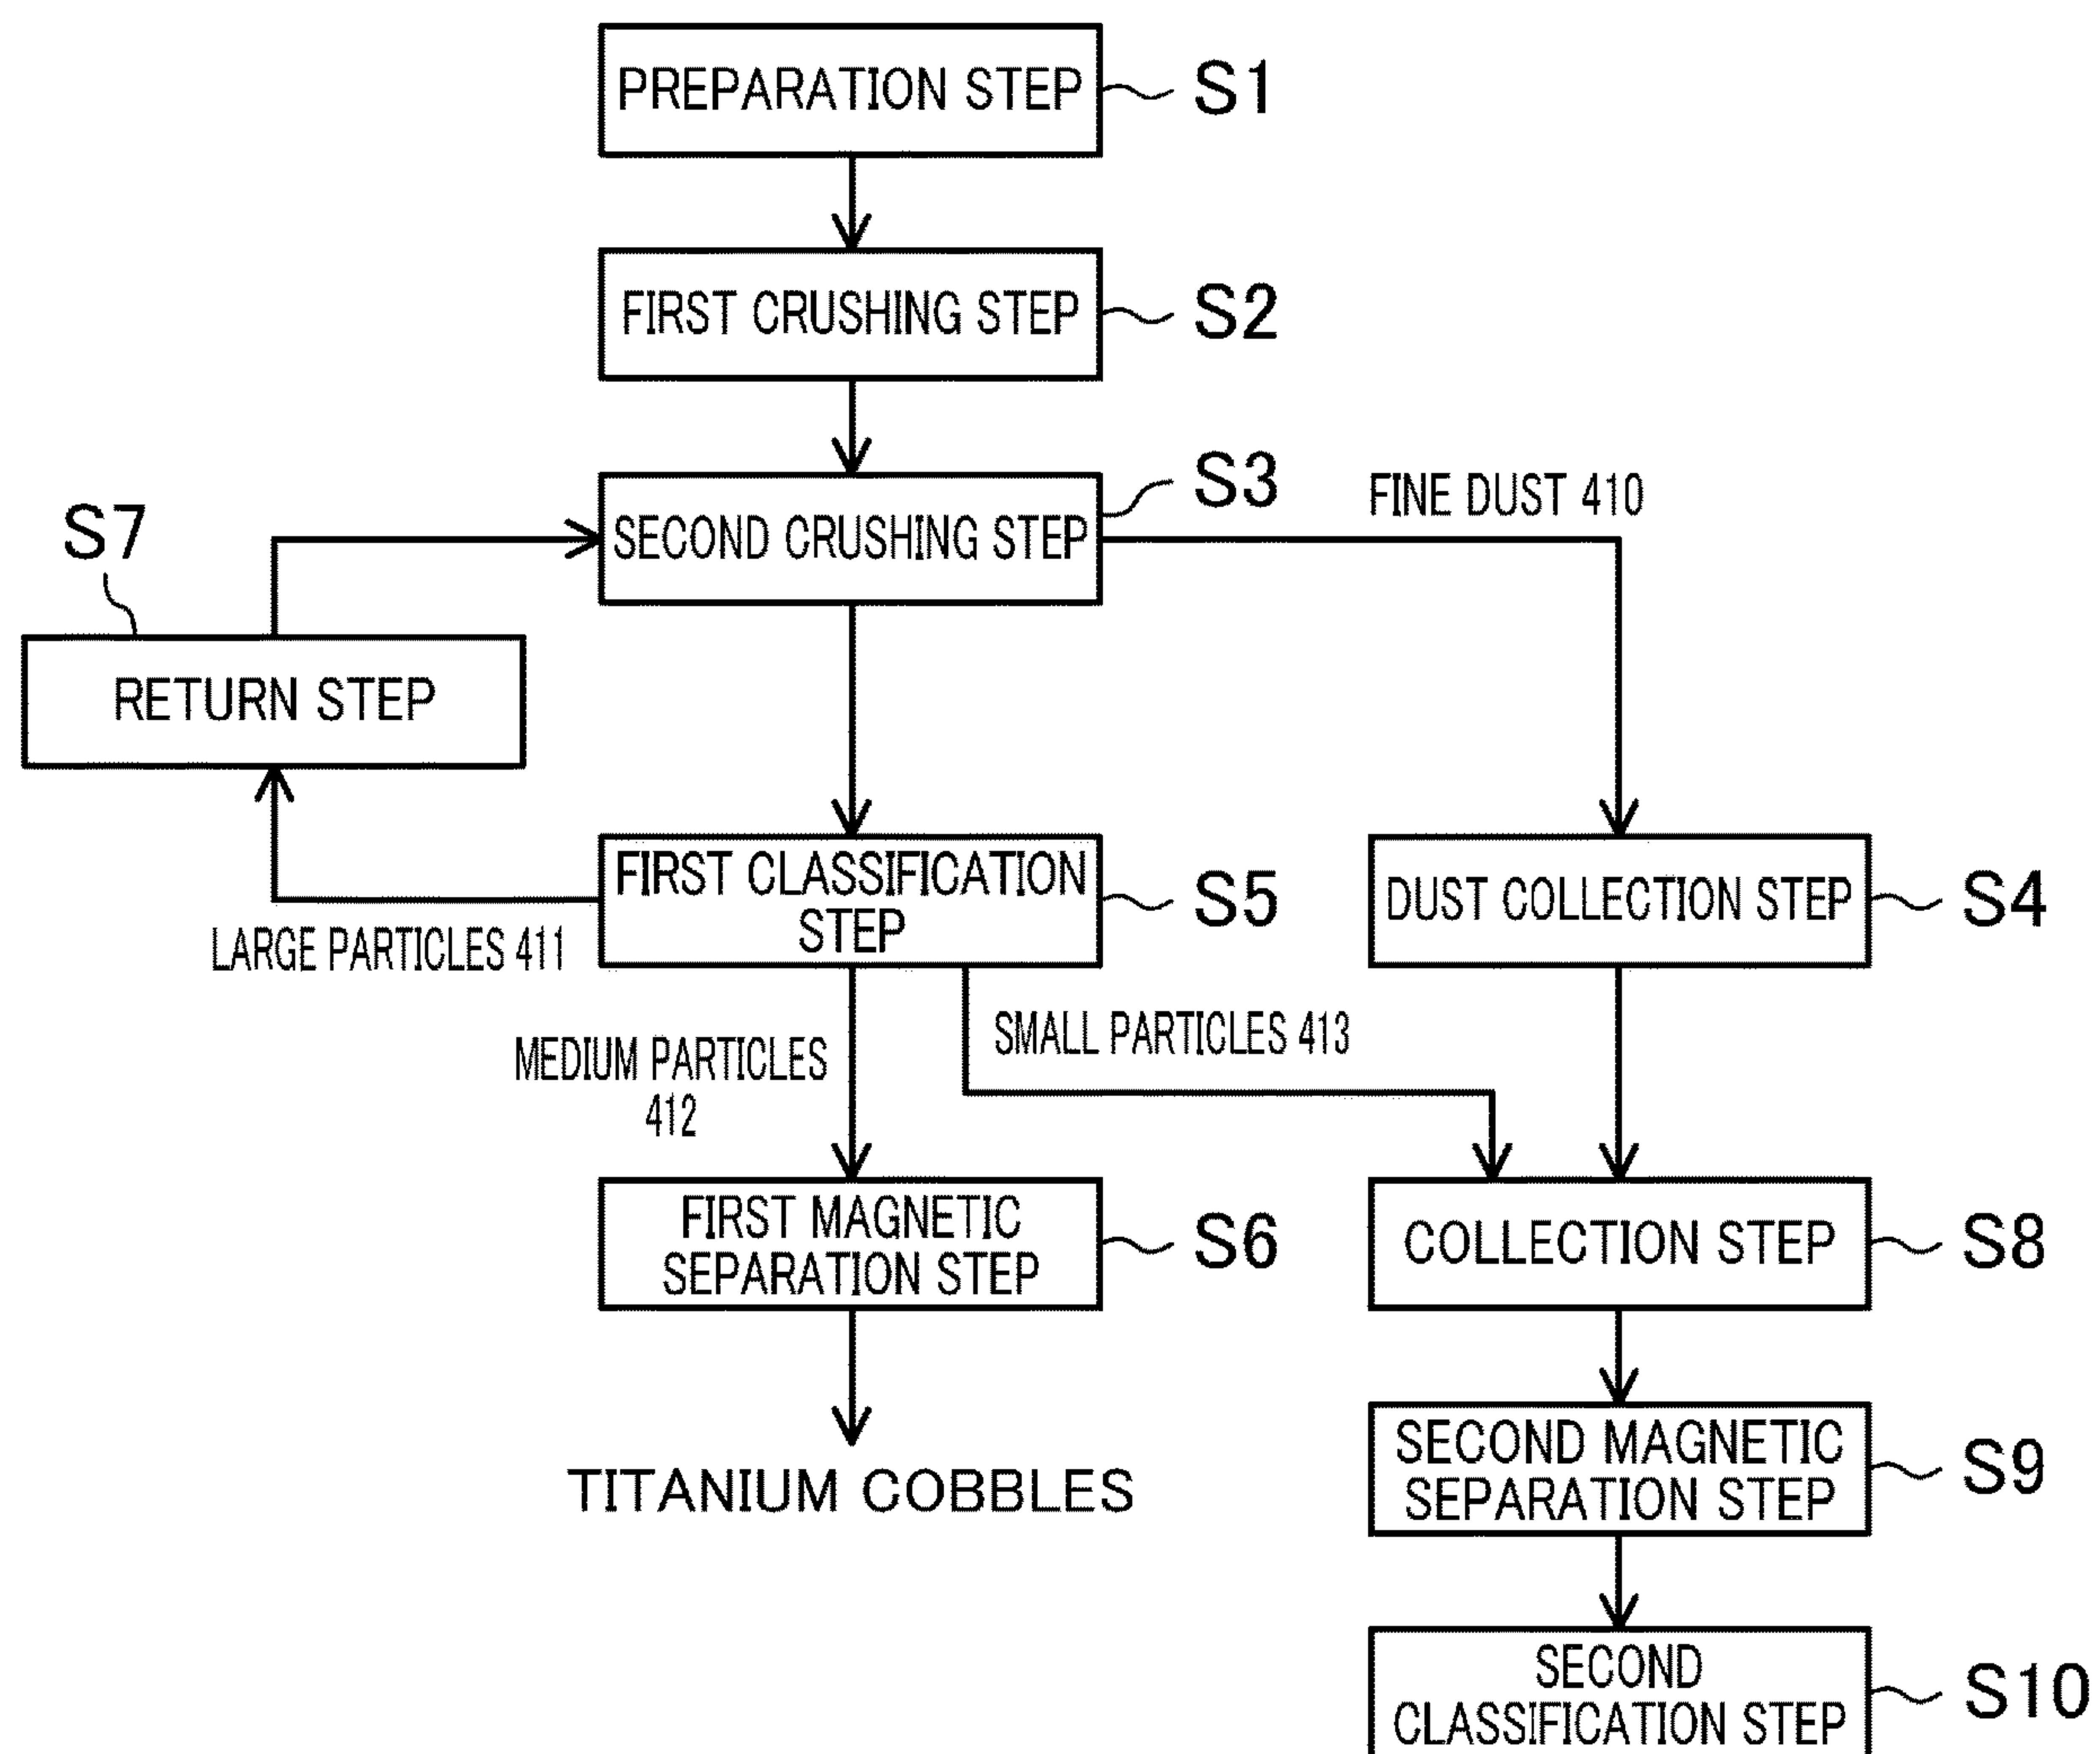 PREPARATION STEP
S1
FIRST CRUSHING STEP
S2
S3
FINE DUST 410
S7
SECOND CRUSHING STEP
RETURN STEP
FIRST CLASSIFICATION
STEP
S5
DUST COLLECTION STEP
S4
LARGE PARTICLES 411
SMALL PARTICLES 413
MEDIUM PARTICLES
412
FIRST MAGNETIC
SEPARATION STEP
S6
COLLECTION STEP
S8
TITANIUM COBBLES
SECOND MAGNETIC
SEPARATION STEP
S9
SECOND
CLASSIFICATION STEP
S10